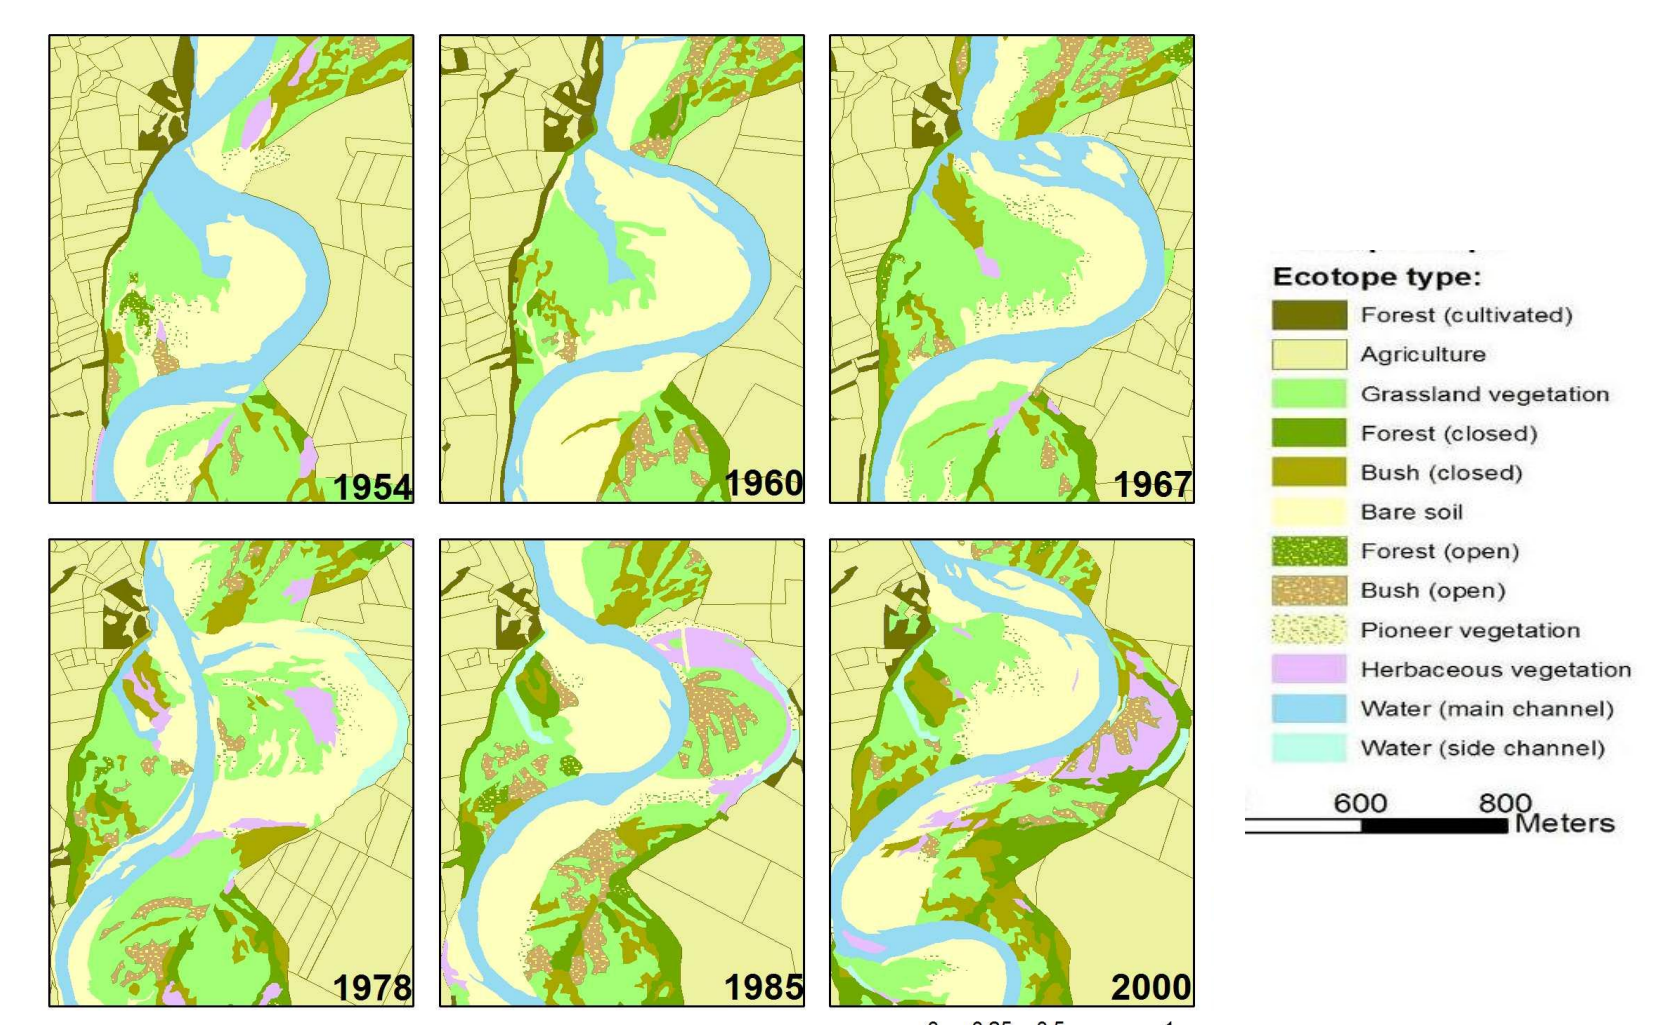 1954
1960
1967
1978
1985
2000
Ecotope type:
Forest (cultivated)
Agriculture
Grassland vegetation
Forest (closed)
Bush (closed)
Bare soil
Forest (open)
Bush (open)
Pioneer vegetation
Herbaceous vegetation
Water (main channel)
Water (side channel)
600 800
Meters